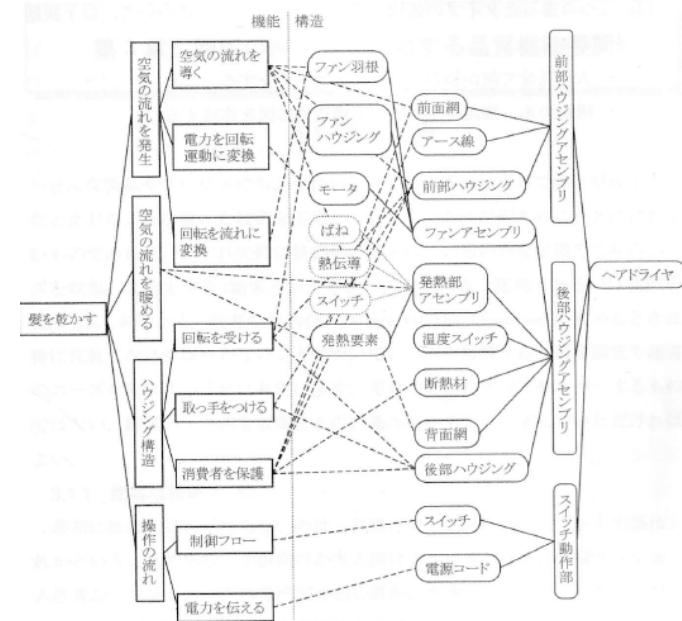 機能
構造
髪を乾かす
空気の流れを発生
空気の流れを暖める
ハウジング構造
操作の流れ
空気の流れを
導く
電力を回転
運動に変換
回転を流れに
変換
回転を受ける
取っ手をつける
消費者を保護
制御フロー
電力を伝える
ファン羽根
ファン
ハウジング
モータ
ばね
熱伝導
スイッチ
発熱要素
前面網
アース線
前部ハウジング
ファンアセンブリ
発熱部
アセンブリ
温度スイッチ
断熱材
背面網
後部ハウジング
スイッチ
電源コード
前部ハウジングアセンブリ
後部ハウジングアセンブリ
スイッチ動作部
ヘアドライヤ